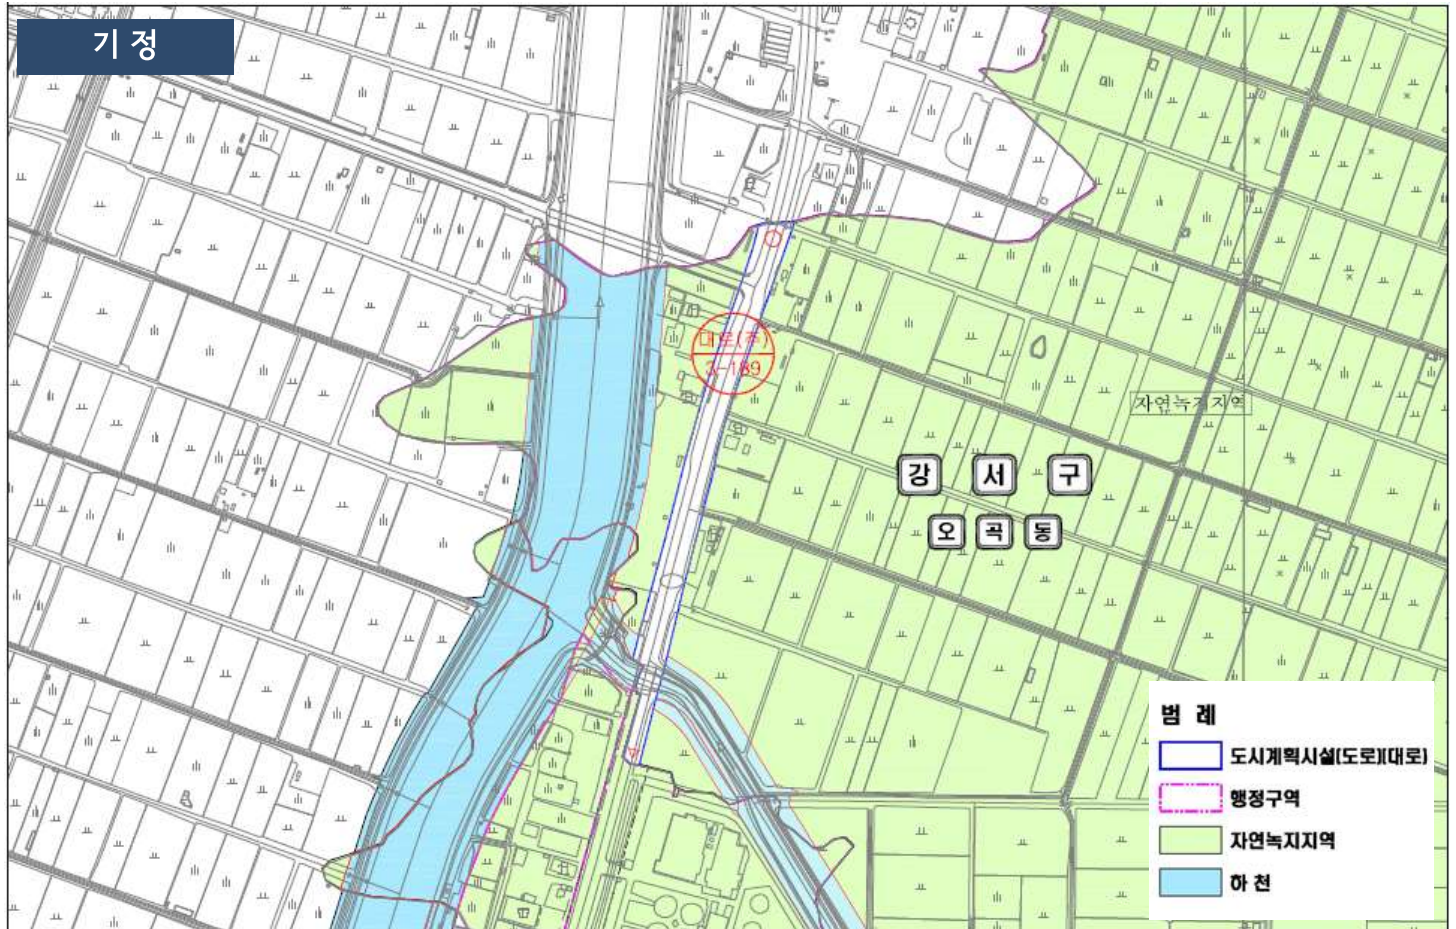 기 정
대로(주)
3-189
자연녹지지역
강 서 구
오 곡 동
범 례
도시계획시설(도로)(대로)
행정구역
자연녹지지역
하 천